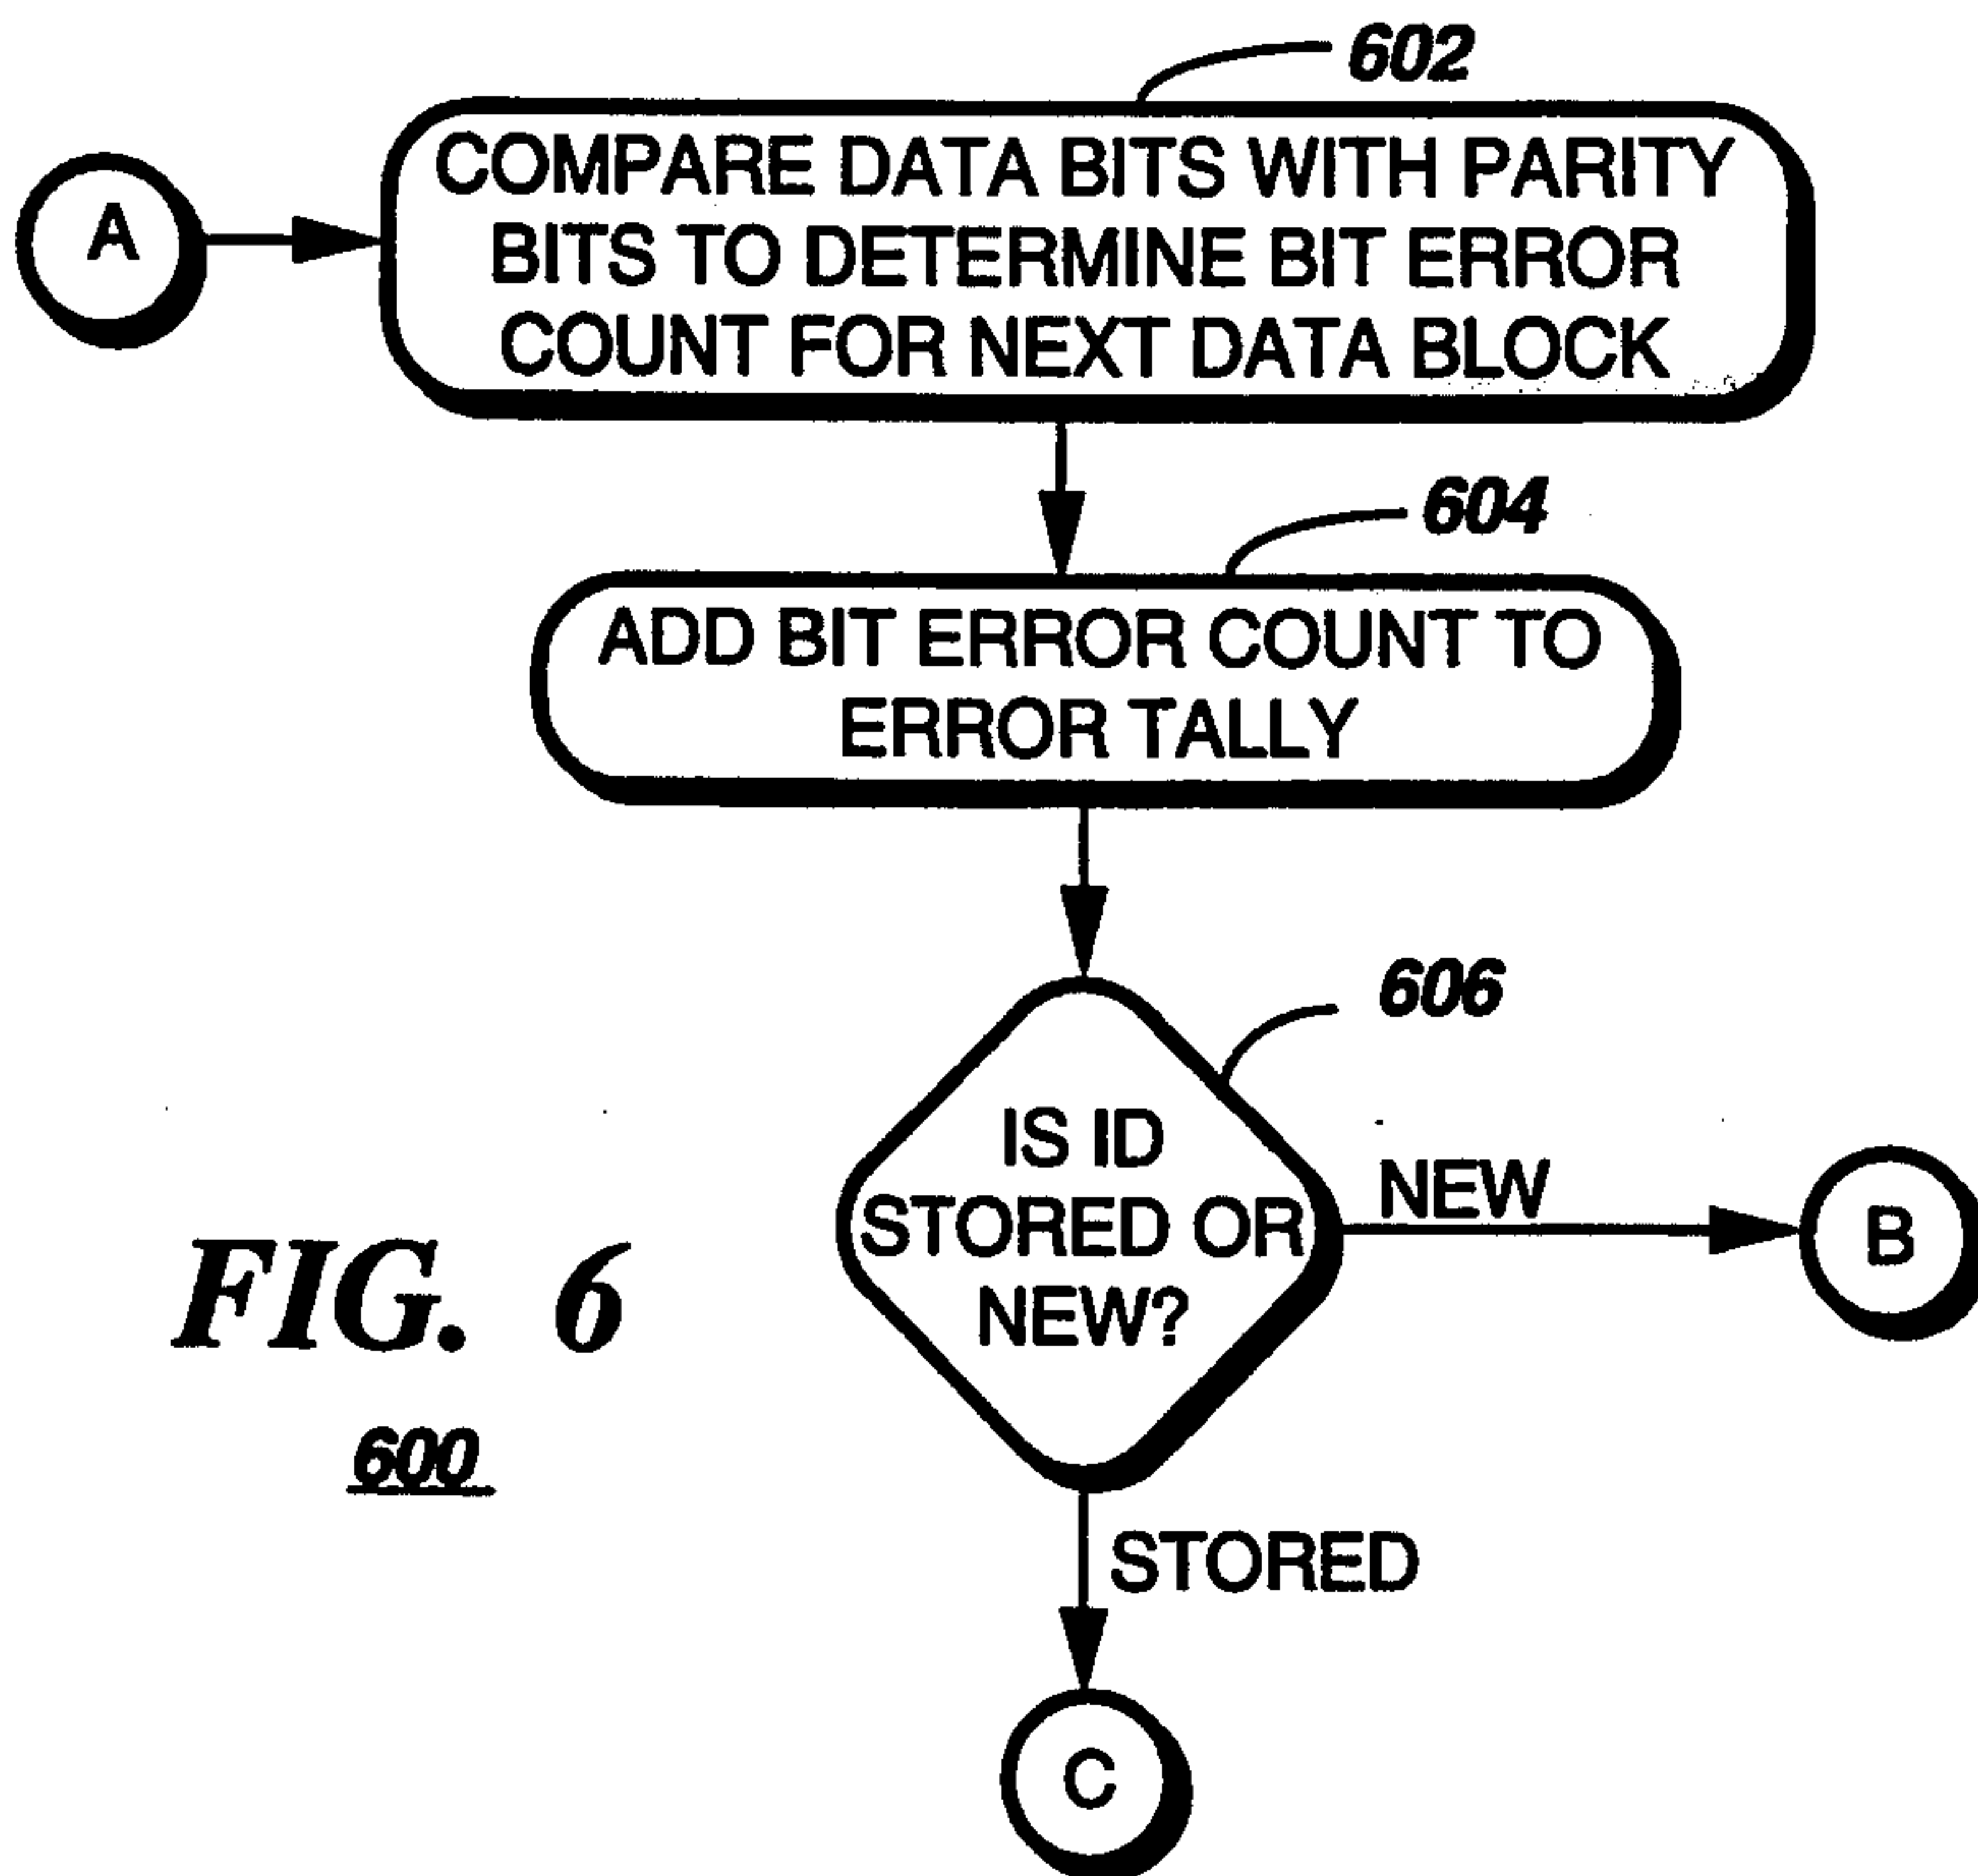 602
A
COMPARE DATA BITS WITH PARITY
BITS TO DETERMINE BIT ERROR
COUNT FOR NEXT DATA BLOCK
604
ADD BIT ERROR COUNT TO
ERROR TALLY
606
IS ID
STORED OR
NEW?
NEW
B
FIG. 6
600
STORED
C